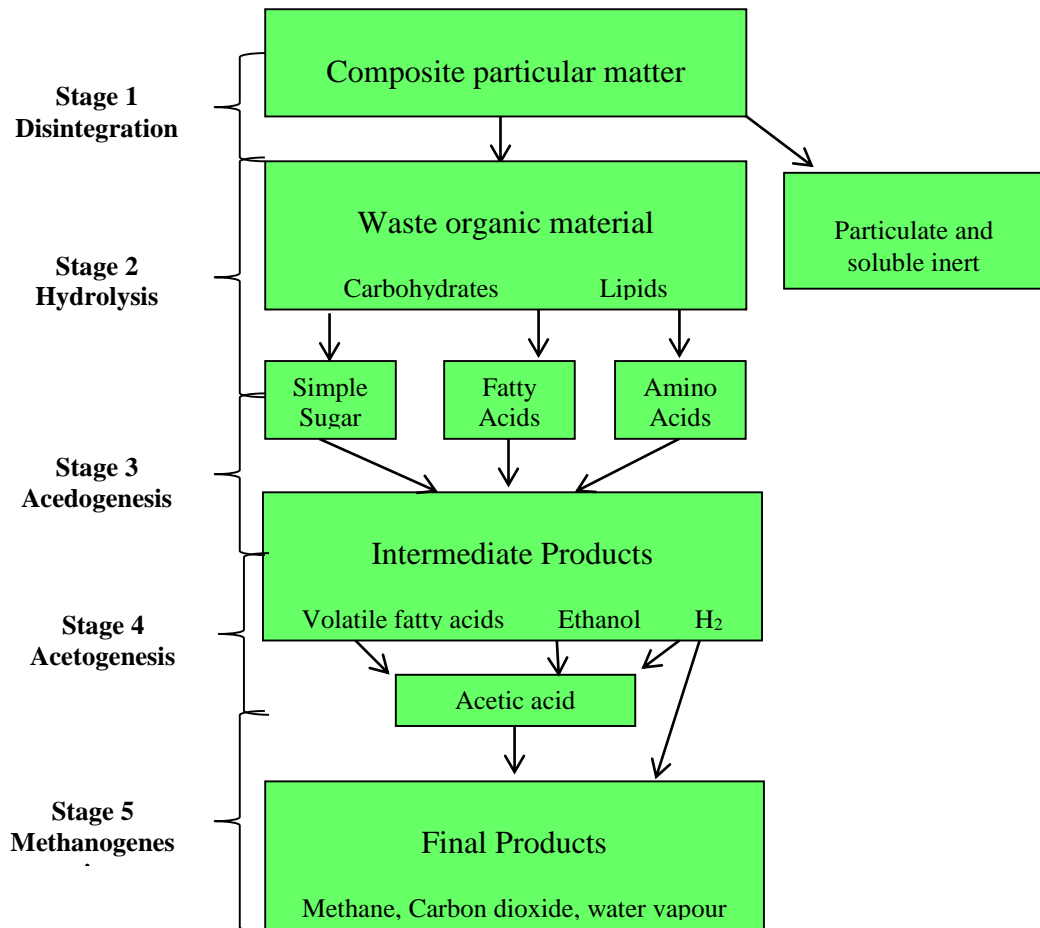 Composite particular matter
Stage 1
Disintegration
Waste organic material
Carbohydrates Lipids
Particulate and
soluble inert
Stage 2
Hydrolysis
Simple
Sugar
Fatty
Acids
Amino
Acids
Stage 3
Acedogenesis
Intermediate Products
Volatile fatty acids Ethanol H₂
Stage 4
Acetogenesis
Acetic acid
Stage 5
Methanogenes
Final Products
Methane, Carbon dioxide, water vapour